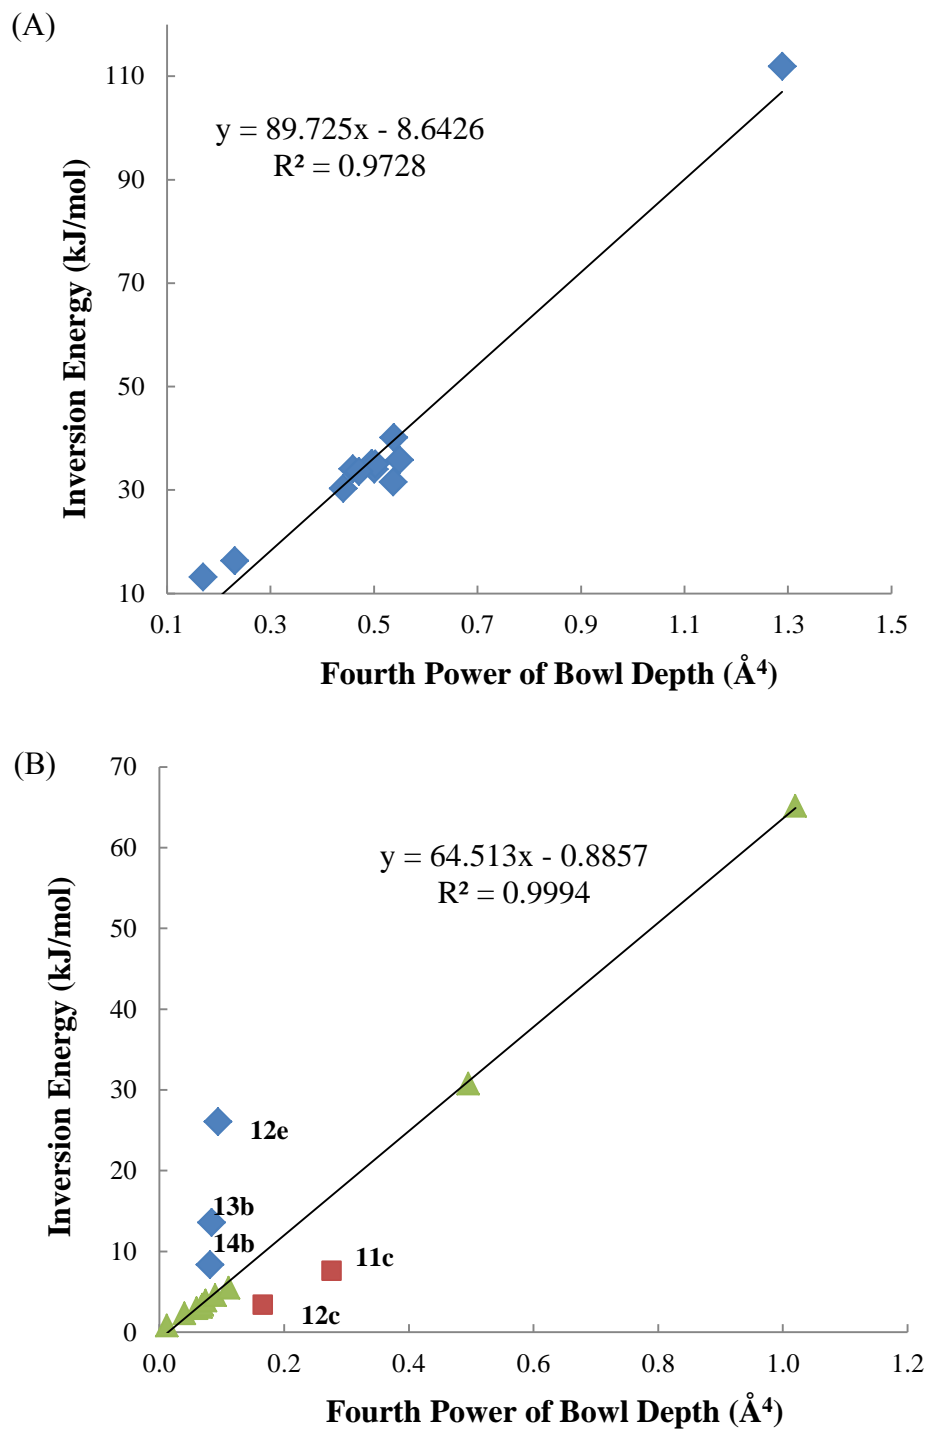 (A)
110
90
70
50
30
10
y = 89.725x - 8.6426
R² = 0.9728
Inversion Energy (kJ/mol)
0.1 0.3 0.5 0.7 0.9 1.1 1.3 1.5
Fourth Power of Bowl Depth (Å⁴)
(B)
70
60
50
40
30
20
10
0
y = 64.513x - 0.8857
R² = 0.9994
Inversion Energy (kJ/mol)
12e
13b
14b
11c
12c
0.0 0.2 0.4 0.6 0.8 1.0 1.2
Fourth Power of Bowl Depth (Å⁴)